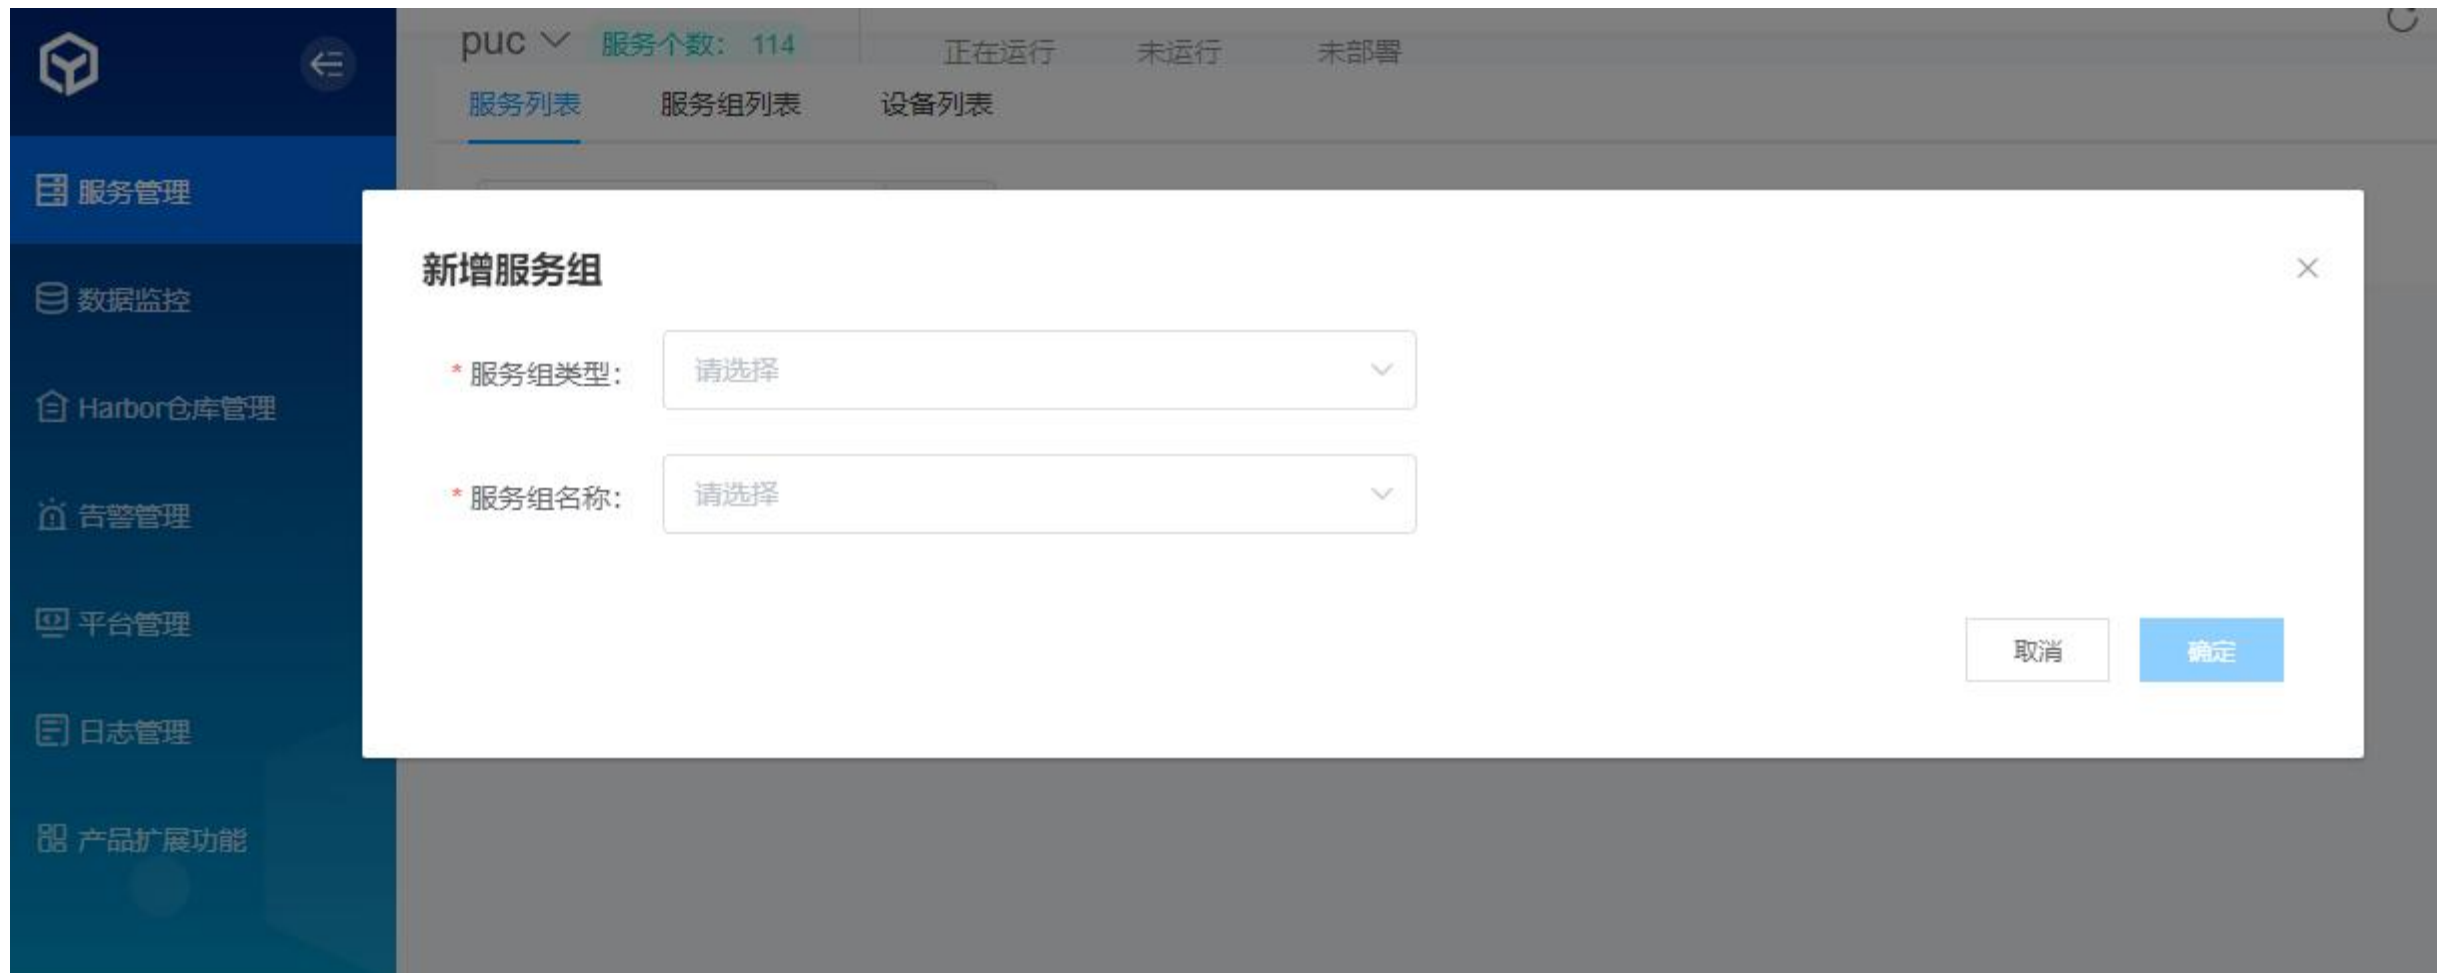 puc 服务个数： 114 正在运行 未运行 未部署
服务列表 服务组列表 设备列表
服务管理
数据监控
Harbor仓库管理
告警管理
平台管理
日志管理
产品扩展功能
新增服务组
* 服务组类型： 请选择
* 服务组名称： 请选择
取消 确定